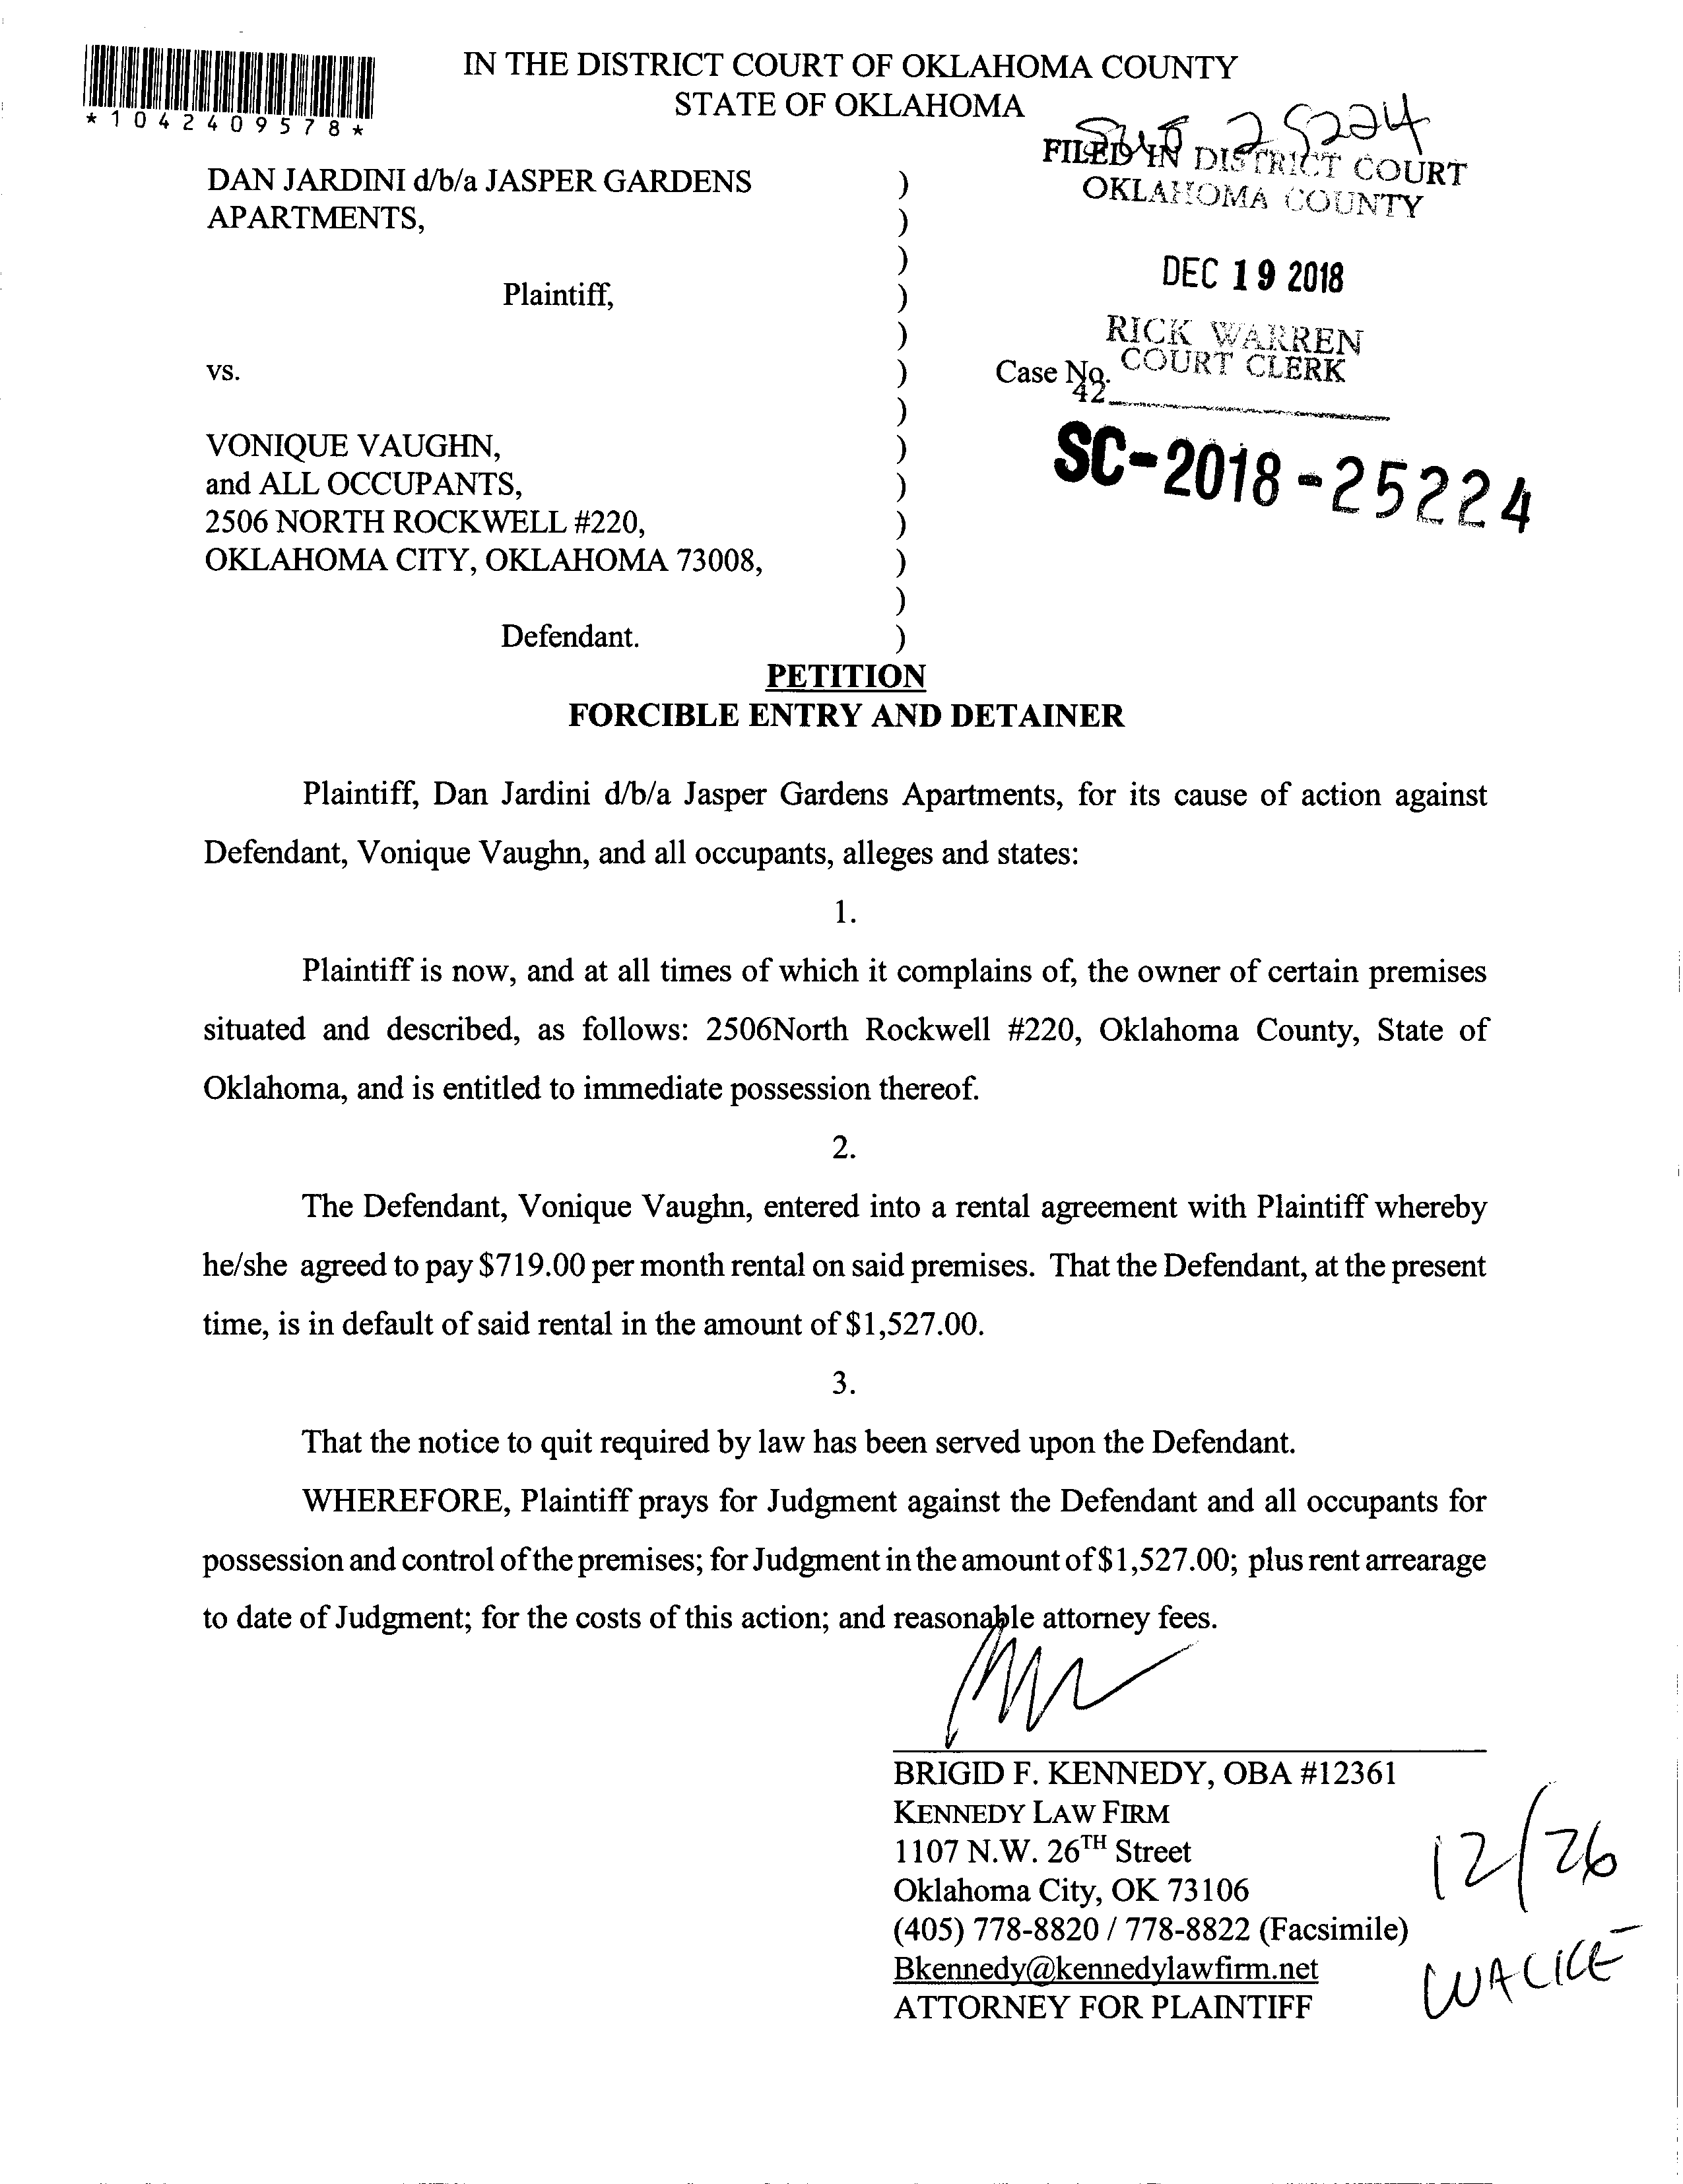 IN THE DISTRICT COURT OF OKLAHOMA COUNTY
STATE OF OKLAHOMA
*1042409578*
25224
FILED IN DISTRICT COURT
OKLAHOMA COUNTY
DEC 19 2018
RICK WARREN
COURT CLERK
42
DAN JARDINI d/b/a JASPER GARDENS )
APARTMENTS, )
)
Plaintiff, )
)
vs. ) Case No.
)
VONIQUE VAUGHN, ) SC-2018-25224
and ALL OCCUPANTS, )
2506 NORTH ROCKWELL #220, )
OKLAHOMA CITY, OKLAHOMA 73008, )
)
Defendant. )
PETITION
FORCIBLE ENTRY AND DETAINER
Plaintiff, Dan Jardini d/b/a Jasper Gardens Apartments, for its cause of action against
Defendant, Vonique Vaughn, and all occupants, alleges and states:
1.
Plaintiff is now, and at all times of which it complains of, the owner of certain premises
situated and described, as follows: 2506North Rockwell #220, Oklahoma County, State of
Oklahoma, and is entitled to immediate possession thereof.
2.
The Defendant, Vonique Vaughn, entered into a rental agreement with Plaintiff whereby
he/she agreed to pay $719.00 per month rental on said premises. That the Defendant, at the present
time, is in default of said rental in the amount of $1,527.00.
3.
That the notice to quit required by law has been served upon the Defendant.
WHEREFORE, Plaintiff prays for Judgment against the Defendant and all occupants for
possession and control of the premises; for Judgment in the amount of $1,527.00; plus rent arrearage
to date of Judgment; for the costs of this action; and reasonable attorney fees.
BRIGID F. KENNEDY, OBA #12361
KENNEDY LAW FIRM
1107 N.W. 26TH Street
Oklahoma City, OK 73106
(405) 778-8820 / 778-8822 (Facsimile)
Bkennedy@kennedylawfirm.net
ATTORNEY FOR PLAINTIFF
12/26